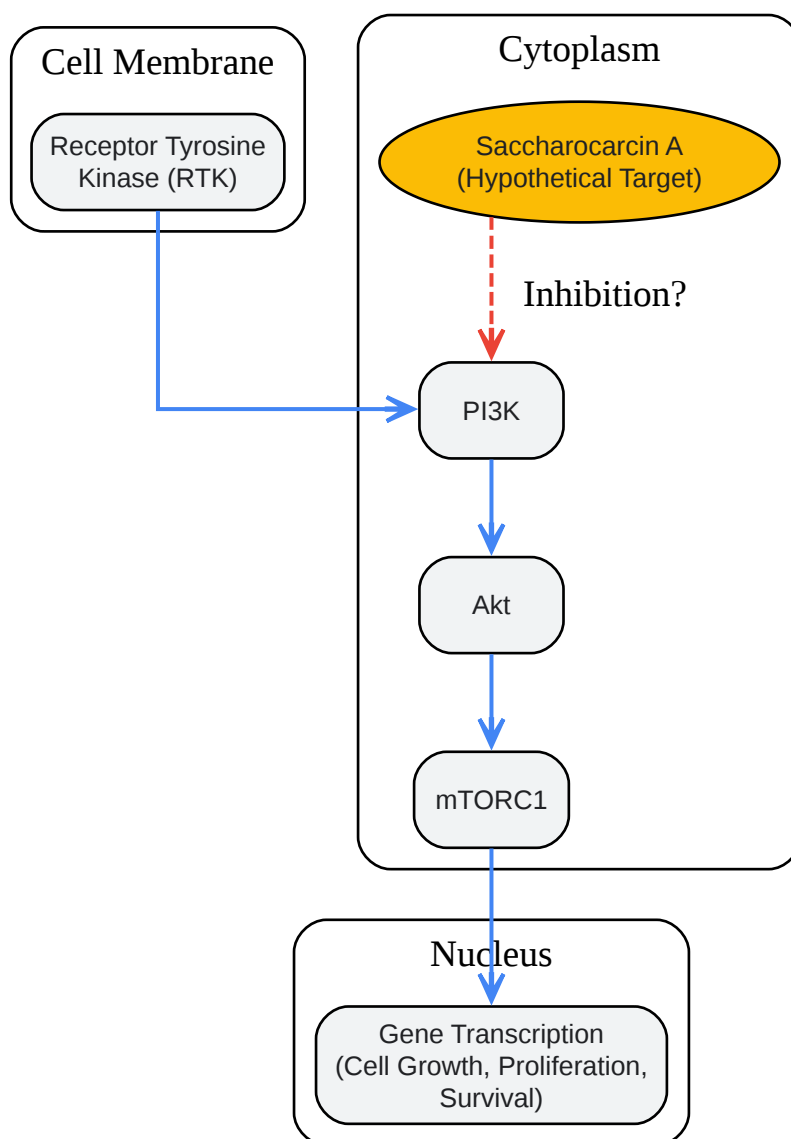 Cell Membrane
Receptor Tyrosine
Kinase (RTK)
Cytoplasm
Saccharocarcin A
(Hypothetical Target)
Inhibition?
PI3K
Akt
mTORC1
Nucleus
Gene Transcription
(Cell Growth, Proliferation,
Survival)